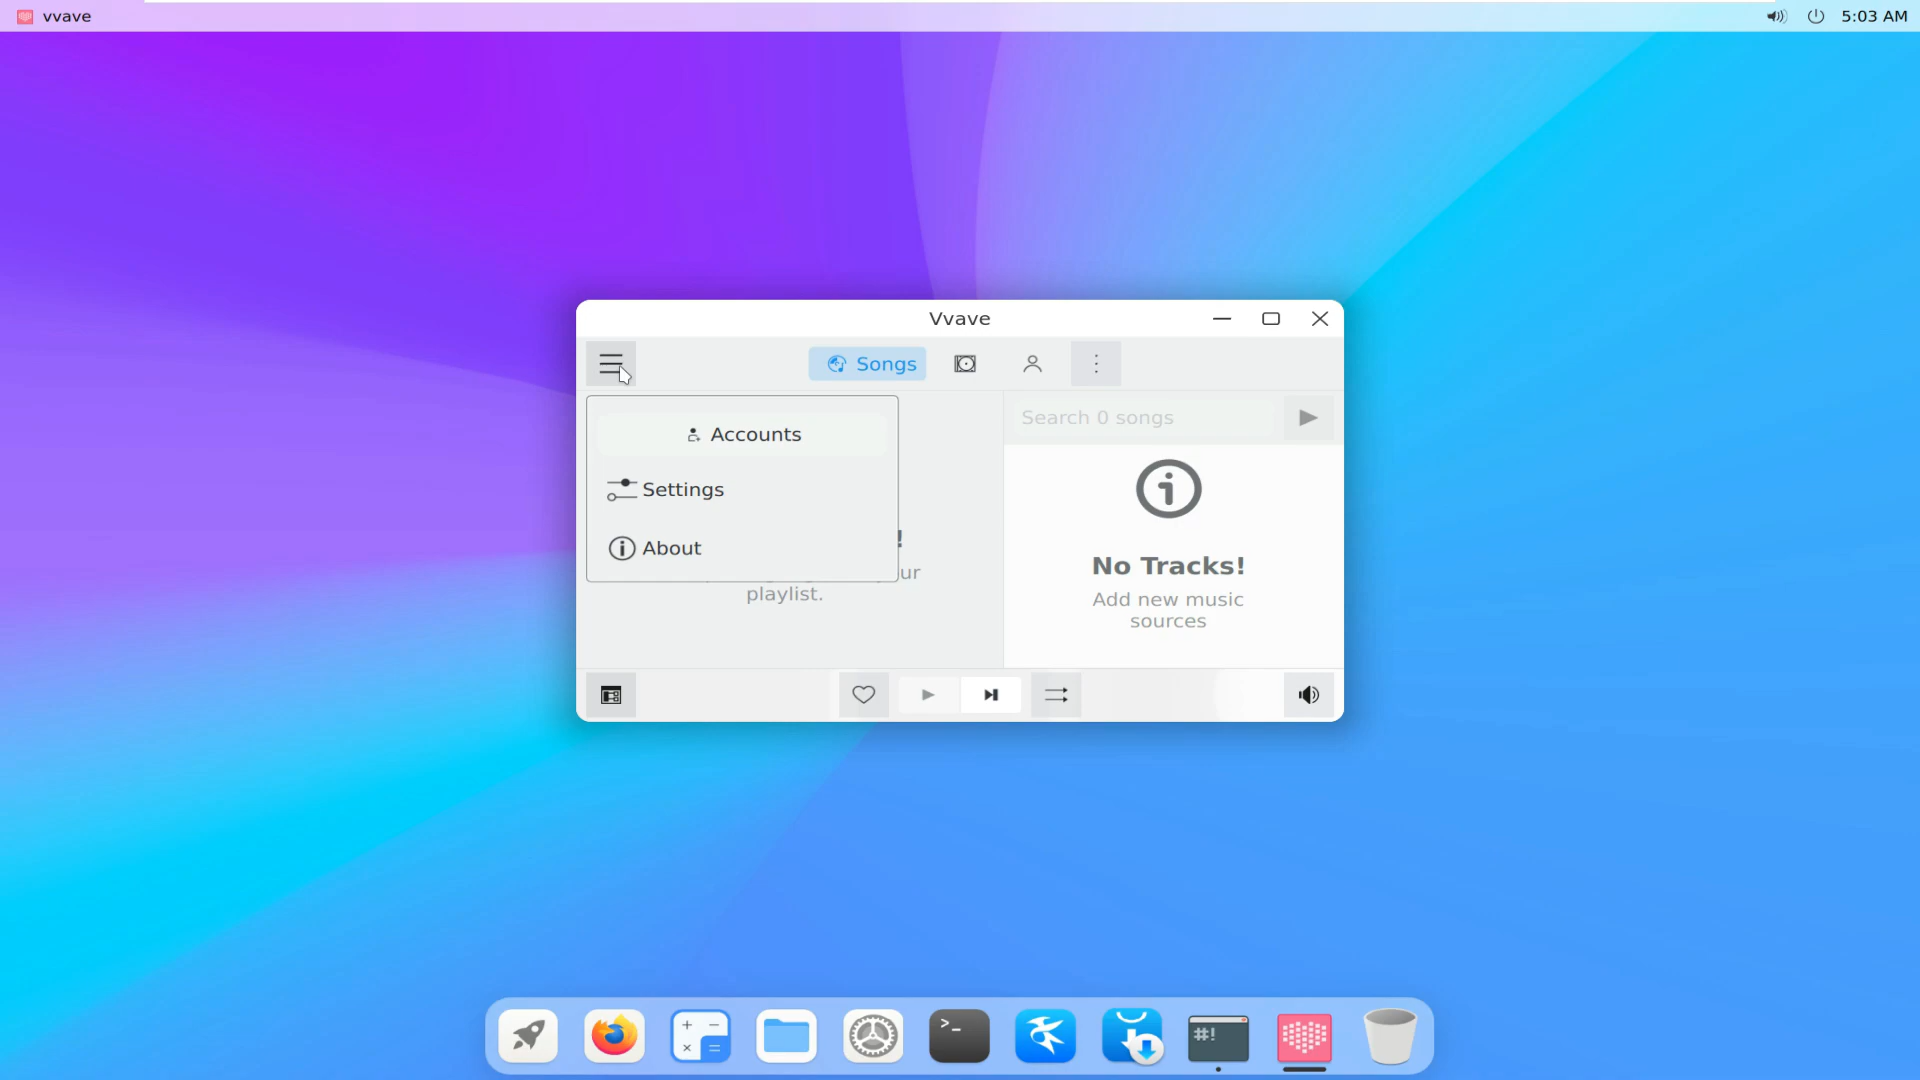 vvave
5:03 AM
Vvave
Songs
Accounts
Settings
About
!
ur
playlist.
Search 0 songs
No Tracks!
Add new music
sources
+ −
× =
>_
#!